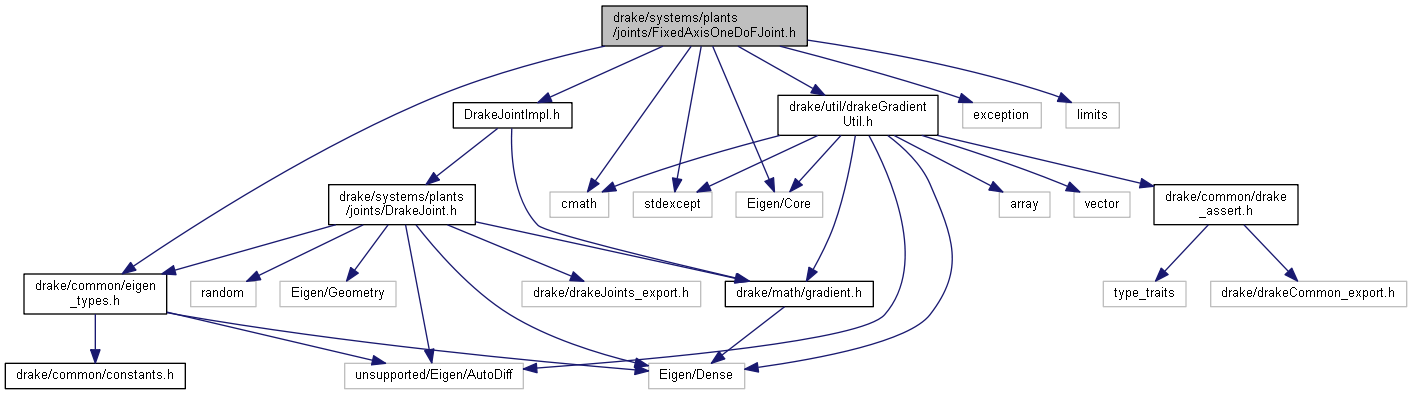 drake/systems/plants
/joints/FixedAxisOneDoFJoint.h
DrakeJointImpl.h
drake/util/drakeGradient
Util.h
exception
limits
drake/systems/plants
/joints/DrakeJoint.h
cmath
stdexcept
Eigen/Core
array
vector
drake/common/drake
_assert.h
drake/common/eigen
_types.h
random
Eigen/Geometry
drake/drakeJoints_export.h
drake/math/gradient.h
type_traits
drake/drakeCommon_export.h
drake/common/constants.h
unsupported/Eigen/AutoDiff
Eigen/Dense